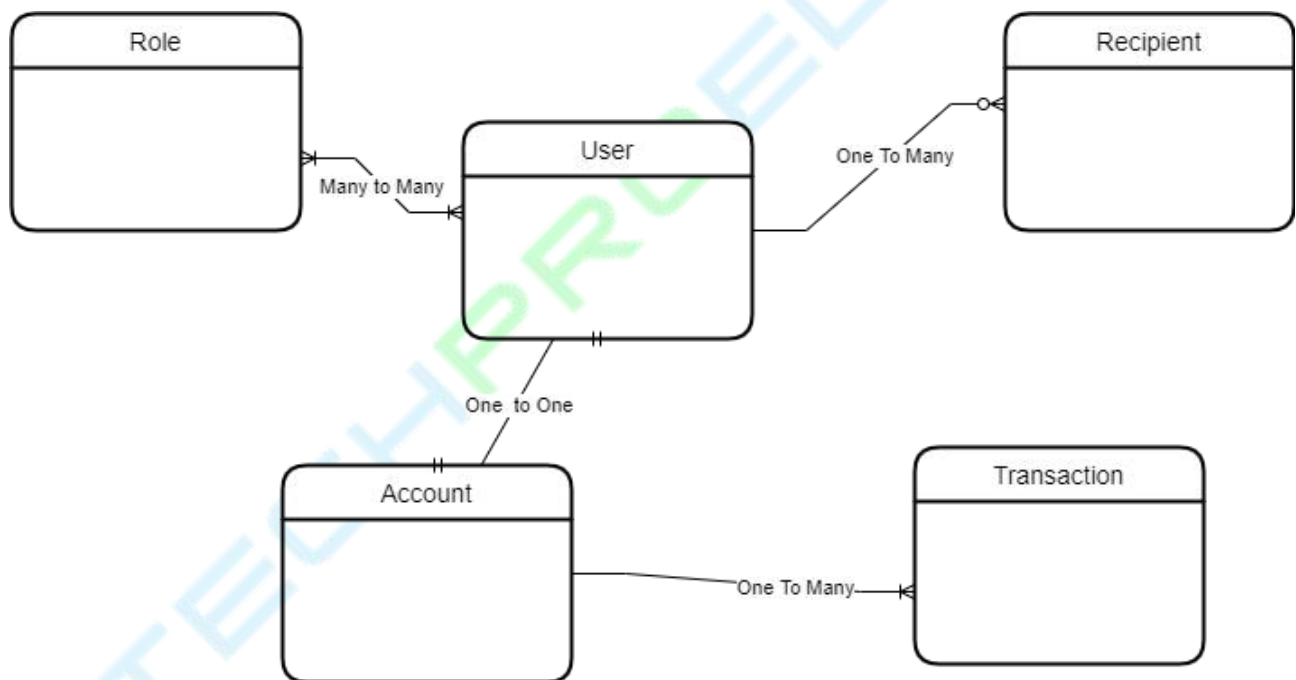 Role
Recipient
User
One To Many
Many to Many
One to One
Account
Transaction
One To Many